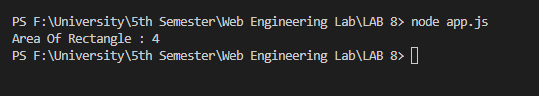 PS F:\University\5th Semester\Web Engineering Lab\LAB 8> node app.js
Area Of Rectangle : 4
PS F:\University\5th Semester\Web Engineering Lab\LAB 8>